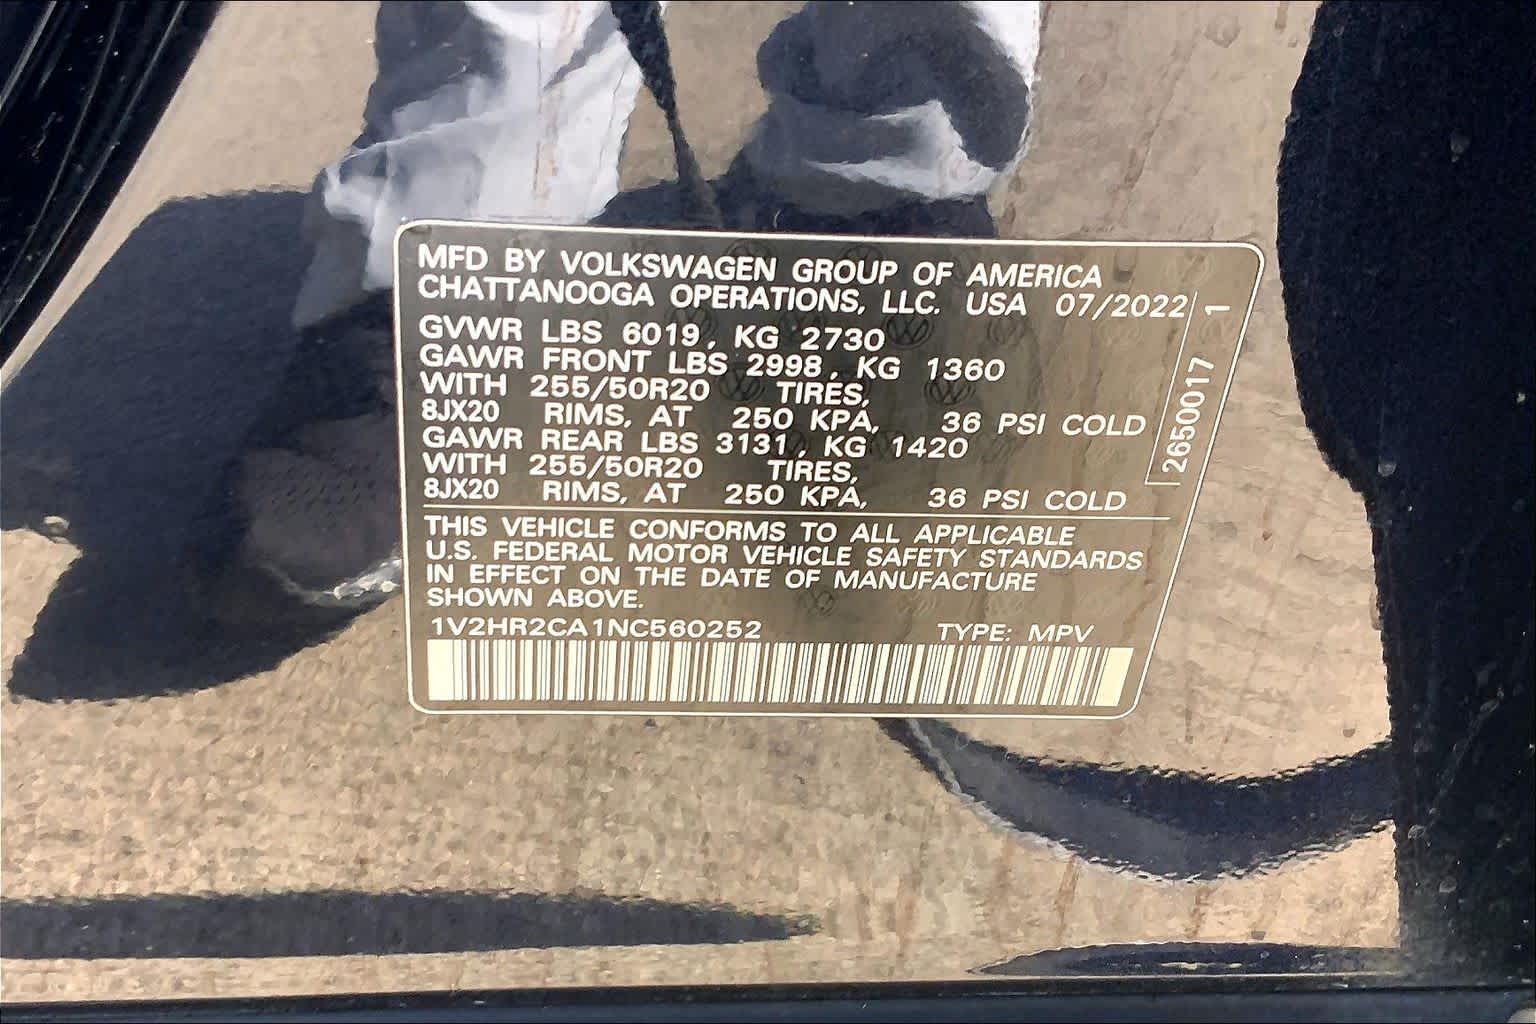 MFD BY VOLKSWAGEN GROUP OF AMERICA
CHATTANOOGA OPERATIONS, LLC. USA 07/2022
GVWR LBS 6019, KG 2730
GAWR FRONT LBS 2998, KG 1360
WITH 255/50R20 TIRES,
8JX20 RIMS, AT 250 KPA, 36 PSI COLD
GAWR REAR LBS 3131, KG 1420
WITH 255/50R20 TIRES,
8JX20 RIMS, AT 250 KPA, 36 PSI COLD
2650017 1
THIS VEHICLE CONFORMS TO ALL APPLICABLE
U.S. FEDERAL MOTOR VEHICLE SAFETY STANDARDS
IN EFFECT ON THE DATE OF MANUFACTURE
SHOWN ABOVE.
1V2HR2CA1NC560252 TYPE: MPV